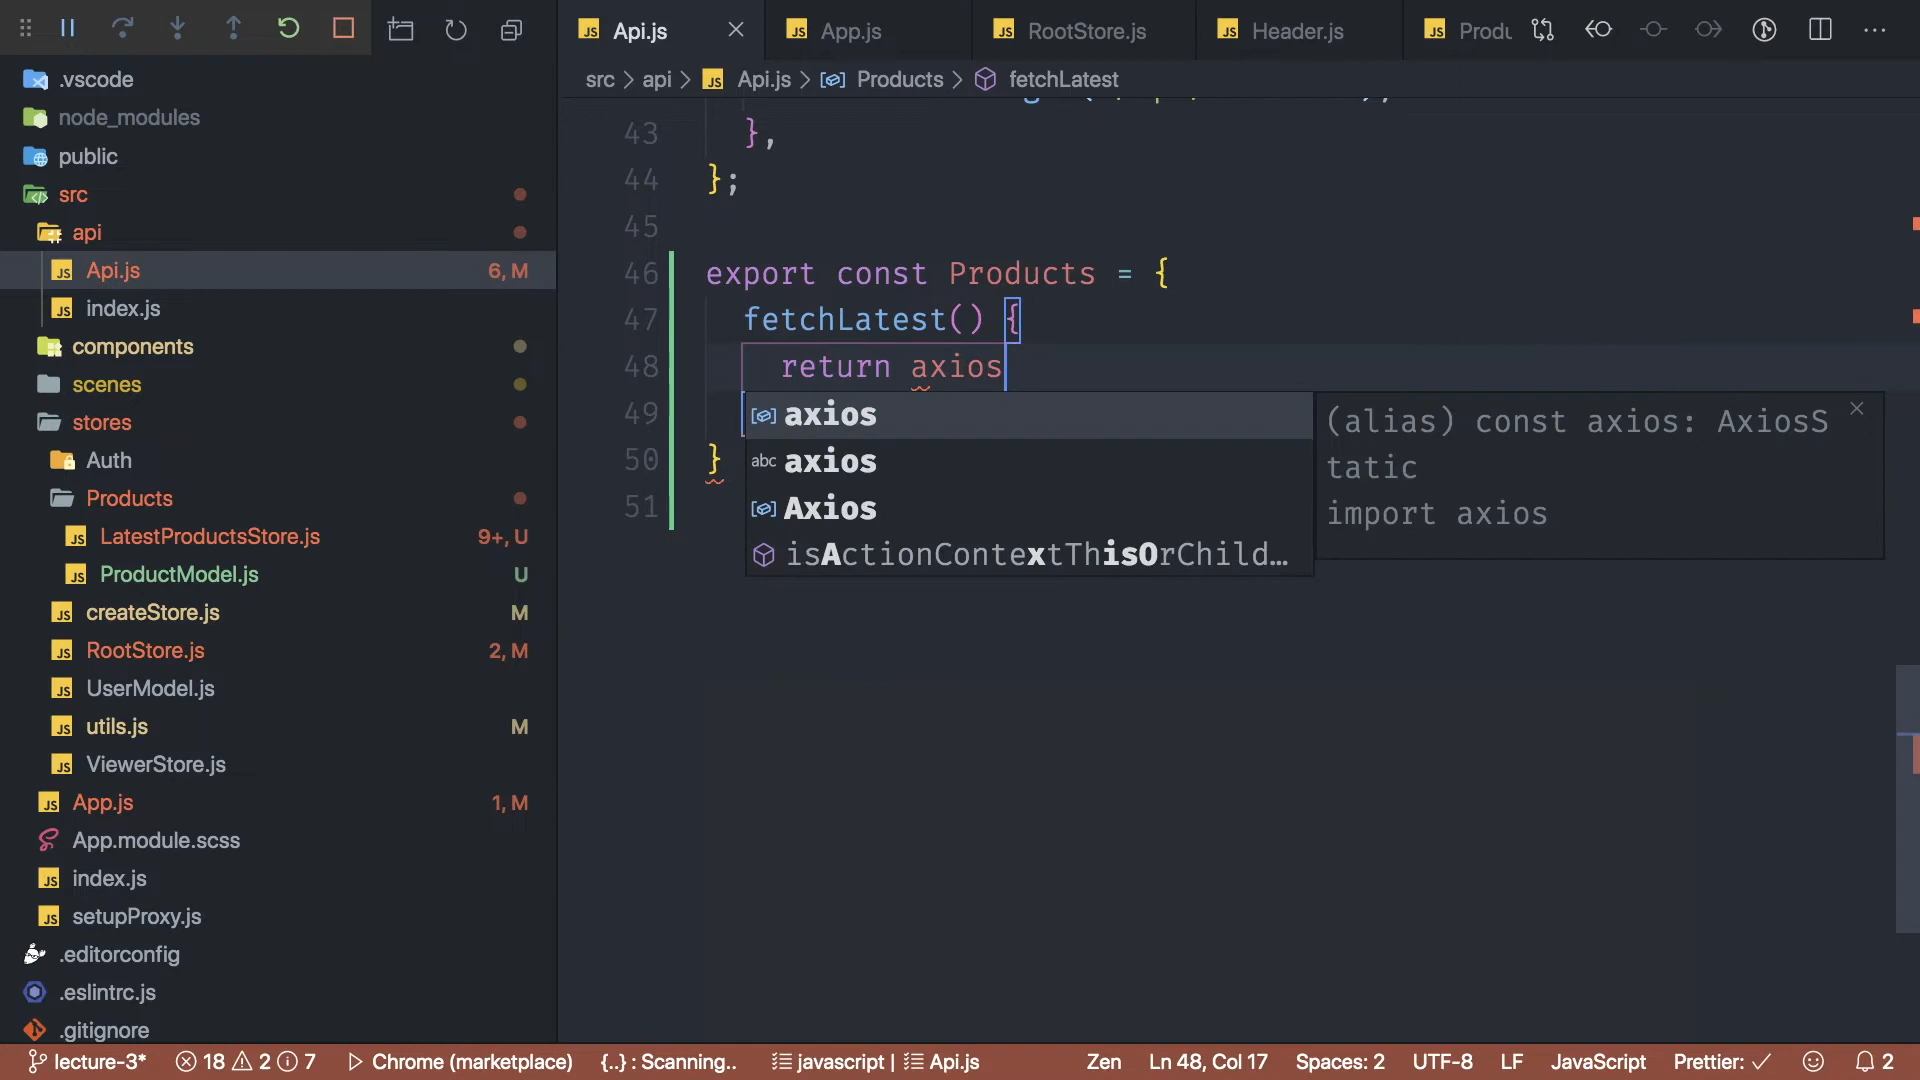 Api.js
App.js
RootStore.js
Header.js
Produ
src > api > Api.js > Products > fetchLatest
.vscode
node_modules
public
src
api
Api.js 6, M
index.js
components
scenes
stores
Auth
Products
LatestProductsStore.js 9+, U
ProductModel.js U
createStore.js M
RootStore.js 2, M
UserModel.js
utils.js M
ViewerStore.js
App.js 1, M
App.module.scss
index.js
setupProxy.js
.editorconfig
.eslintrc.js
.gitignore
43 },
44 };
45
46 export const Products = {
47 fetchLatest() {
48 return axios
49
50 }
51
axios
abc axios
Axios
isActionContextThisOrChild…
(alias) const axios: AxiosS
tatic
import axios
lecture-3* 18 2 7 Chrome (marketplace) {..} : Scanning.. javascript | Api.js Zen Ln 48, Col 17 Spaces: 2 UTF-8 LF JavaScript Prettier: ✓ 2